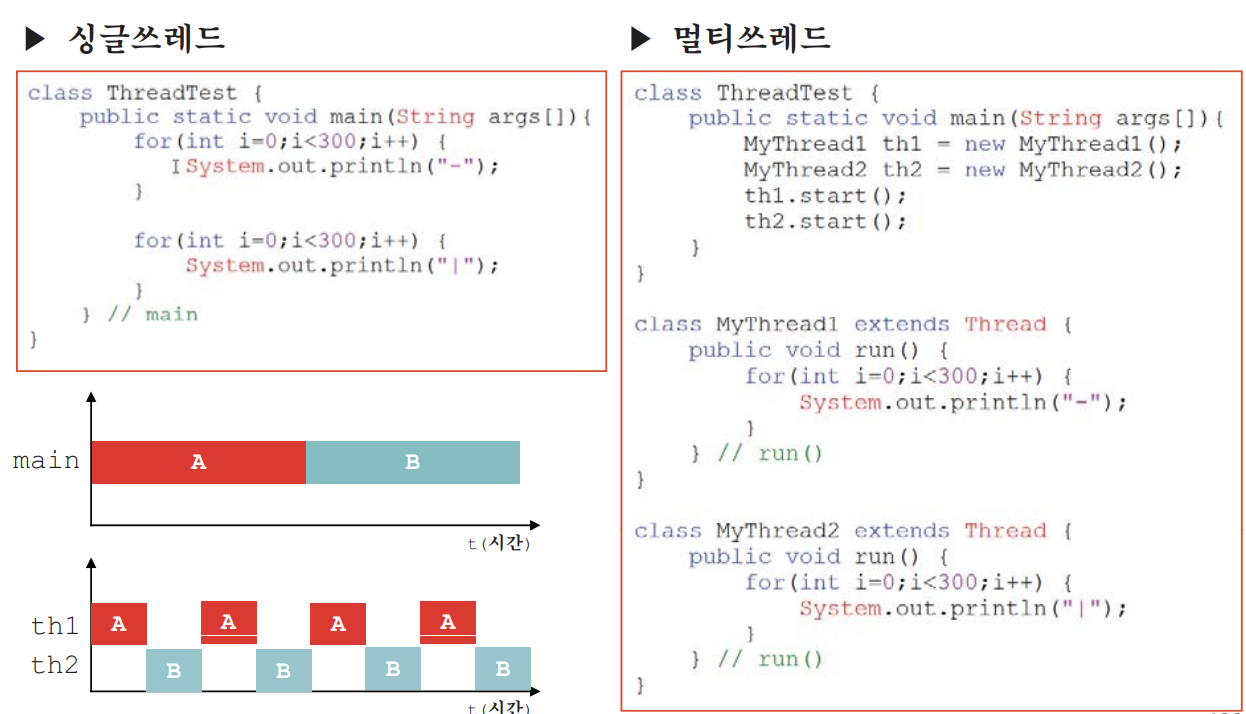 ▶ 싱글쓰레드
class ThreadTest {
    public static void main(String args[]){
        for(int i=0;i<300;i++) {
            System.out.println("-");
        }

        for(int i=0;i<300;i++) {
            System.out.println("|");
        }
    } // main
}
main
A B
t(시간)
th1
A A A A
th2
B B B B
t(시간)
▶ 멀티쓰레드
class ThreadTest {
    public static void main(String args[]){
        MyThread1 th1 = new MyThread1();
        MyThread2 th2 = new MyThread2();
        th1.start();
        th2.start();
    }
}

class MyThread1 extends Thread {
    public void run() {
        for(int i=0;i<300;i++) {
            System.out.println("-");
        }
    } // run()
}

class MyThread2 extends Thread {
    public void run() {
        for(int i=0;i<300;i++) {
            System.out.println("|");
        }
    } // run()
}